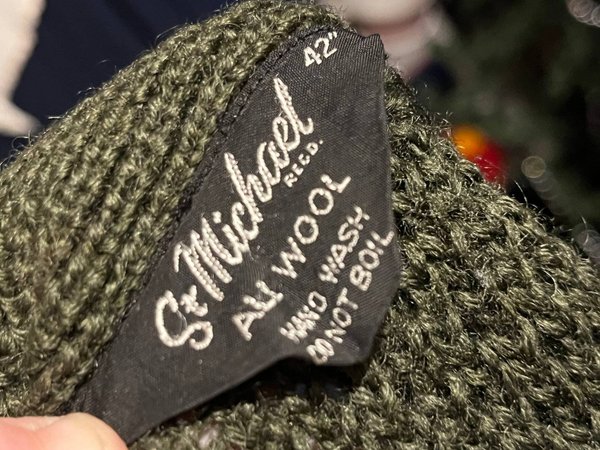 42"
St Michael
REGD.
ALL WOOL
HAND WASH
DO NOT BOIL